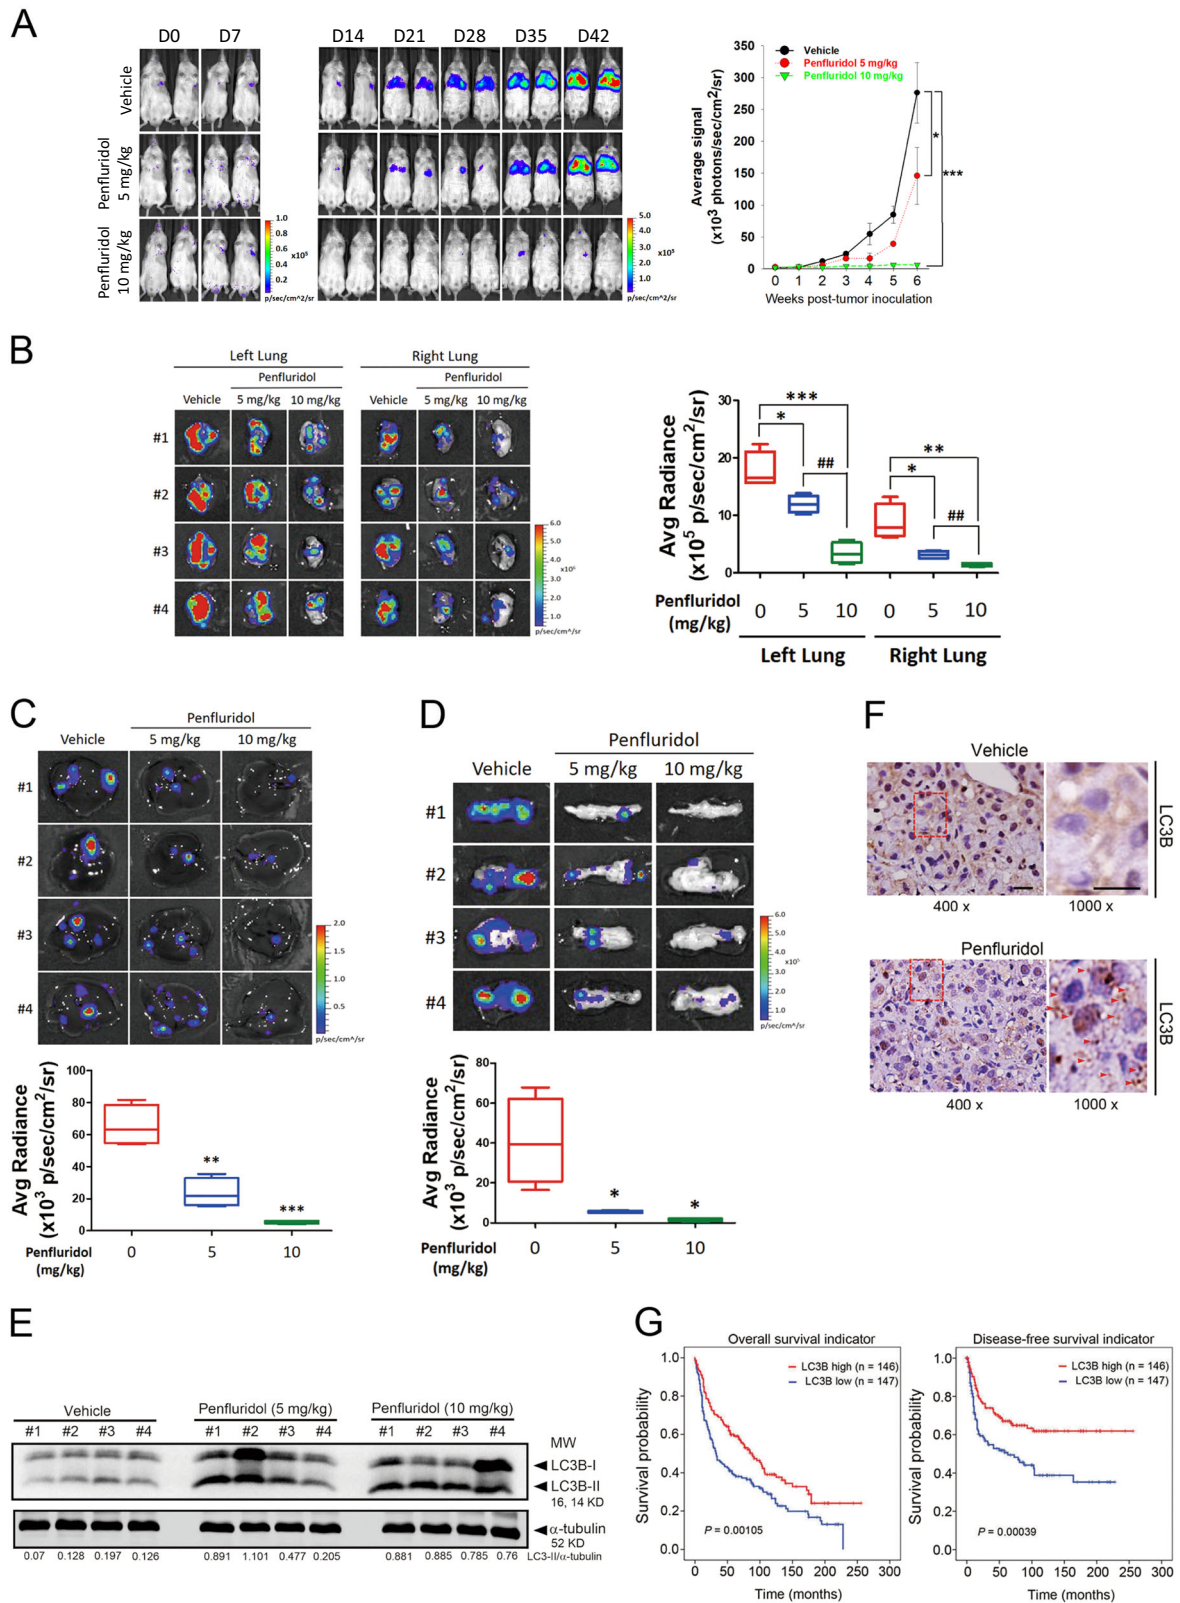 A
D0 D7 D14 D21 D28 D35 D42
Vehicle
Penfluridol
5 mg/kg
Penfluridol
10 mg/kg
1.0
0.8
0.6
0.4
0.2
x10⁵
p/sec/cm^2/sr
5.0
4.0
3.0
2.0
1.0
x10⁵
p/sec/cm^2/sr
Average signal
(x10³ photons/sec/cm2/sr)
350
300
250
200
150
100
50
0
Vehicle
Penfluridol 5 mg/kg
Penfluridol 10 mg/kg
*
***
0 1 2 3 4 5 6
Weeks post-tumor inoculation
B
Left Lung Right Lung
Penfluridol Penfluridol
Vehicle 5 mg/kg 10 mg/kg Vehicle 5 mg/kg 10 mg/kg
#1
#2
#3
#4
6.0
5.0
4.0
3.0
2.0
1.0
x10⁵
p/sec/cm^/sr
Avg Radiance
(x10⁵ p/sec/cm²/sr)
30
20
10
0
***
*
##
**
*
##
Penfluridol
(mg/kg)
0 5 10 0 5 10
Left Lung Right Lung
C
Penfluridol
Vehicle 5 mg/kg 10 mg/kg
#1
#2
#3
#4
2.0
1.5
1.0
0.5
x10⁵
p/sec/cm^/sr
Avg Radiance
(x10³ p/sec/cm²/sr)
100
80
60
40
20
0
**
***
Penfluridol
(mg/kg)
0 5 10
D
Penfluridol
Vehicle 5 mg/kg 10 mg/kg
#1
#2
#3
#4
6.0
5.0
4.0
3.0
2.0
1.0
x10⁵
p/sec/cm^/sr
Avg Radiance
(x10³ p/sec/cm²/sr)
80
60
40
20
0
*
*
Penfluridol
(mg/kg)
0 5 10
F
Vehicle
LC3B
400 x 1000 x
Penfluridol
LC3B
400 x 1000 x
E
Vehicle Penfluridol (5 mg/kg) Penfluridol (10 mg/kg)
#1 #2 #3 #4 #1 #2 #3 #4 #1 #2 #3 #4
MW
LC3B-I
LC3B-II
16, 14 KD
α-tubulin
52 KD
0.07 0.128 0.197 0.126 0.891 1.101 0.477 0.205 0.881 0.885 0.785 0.76 LC3-II/α-tubulin
G
Overall survival indicator
LC3B high (n = 146)
LC3B low (n = 147)
Survival probability
1.0
0.8
0.6
0.4
0.2
0.0
P = 0.00105
0 50 100 150 200 250 300
Time (months)
Disease-free survival indicator
LC3B high (n = 146)
LC3B low (n = 147)
Survival probability
1.0
0.8
0.6
0.4
0.2
0.0
P = 0.00039
0 50 100 150 200 250 300
Time (months)